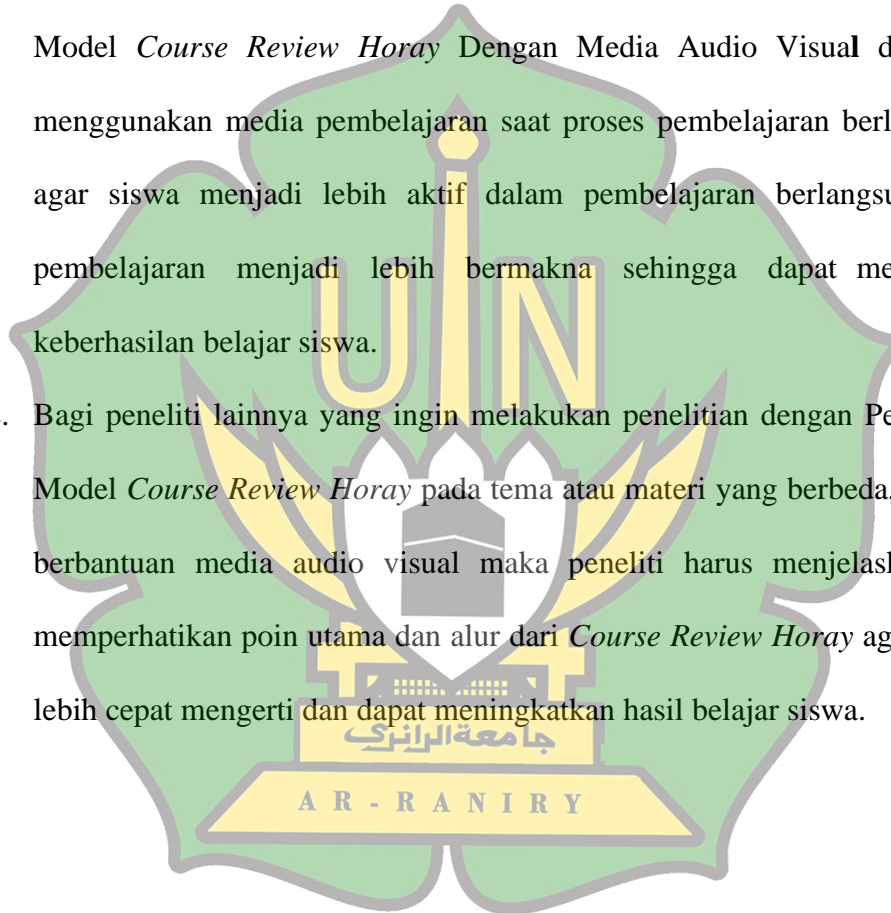 Model Course Review Horay Dengan Media Audio Visual d
menggunakan media pembelajaran saat proses pembelajaran berl
agar siswa menjadi lebih aktif dalam pembelajaran berlangsu
pembelajaran menjadi lebih bermakna sehingga dapat me
keberhasilan belajar siswa.
Bagi peneliti lainnya yang ingin melakukan penelitian dengan Pe
Model Course Review Horay pada tema atau materi yang berbeda,
berbantuan media audio visual maka peneliti harus menjelask
memperhatikan poin utama dan alur dari Course Review Horay ag
lebih cepat mengerti dan dapat meningkatkan hasil belajar siswa.
UIN
جامعة الرانري
AR-RANIRY